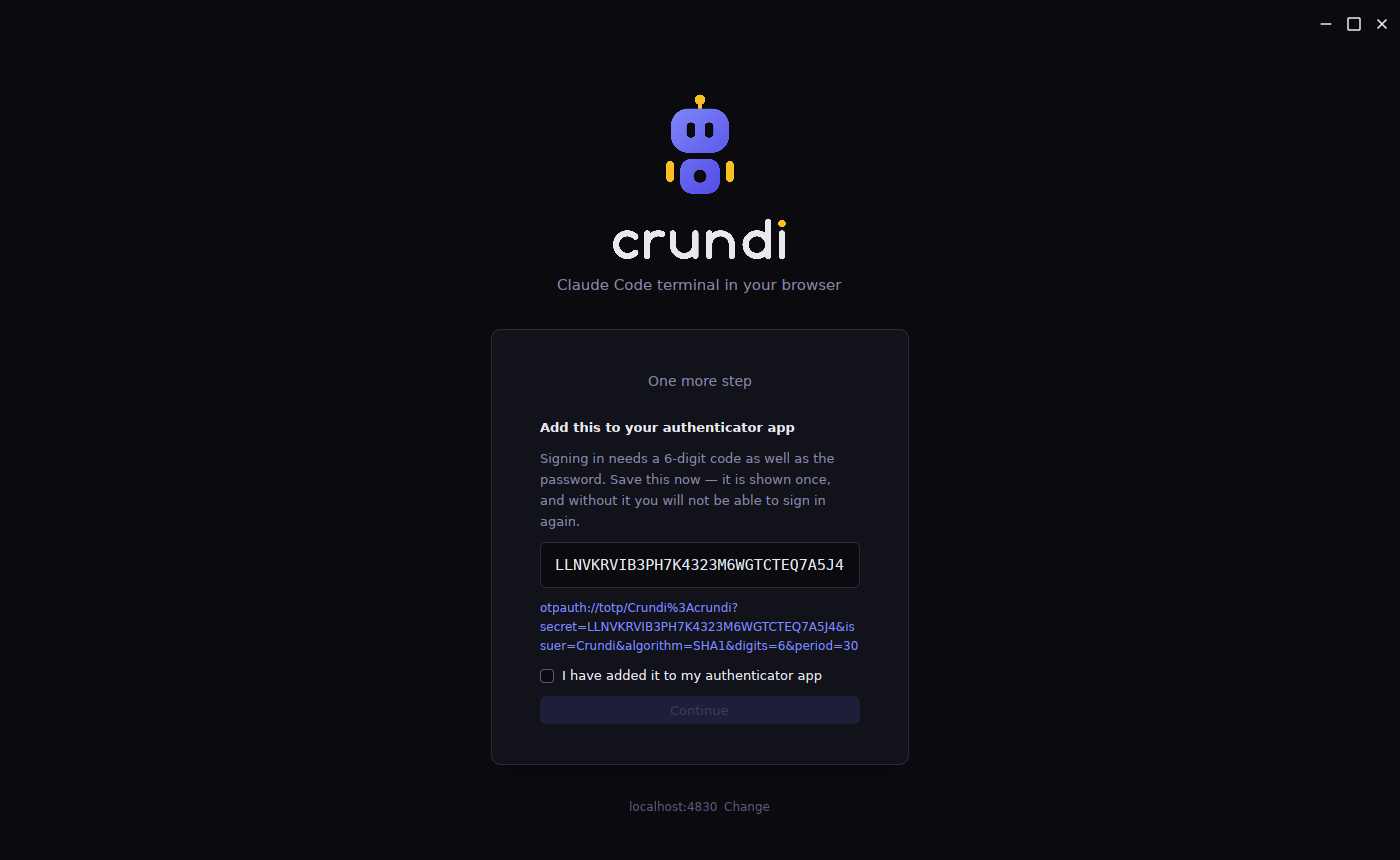 crundi
Claude Code terminal in your browser
One more step
Add this to your authenticator app
Signing in needs a 6-digit code as well as the
password. Save this now — it is shown once,
and without it you will not be able to sign in
again.
LLNVKRVIB3PH7K4323M6WGTCTEQ7A5J4
otpauth://totp/Crundi%3Acrundi?
secret=LLNVKRVIB3PH7K4323M6WGTCTEQ7A5J4&is
suer=Crundi&algorithm=SHA1&digits=6&period=30
I have added it to my authenticator app
Continue
localhost:4830 Change